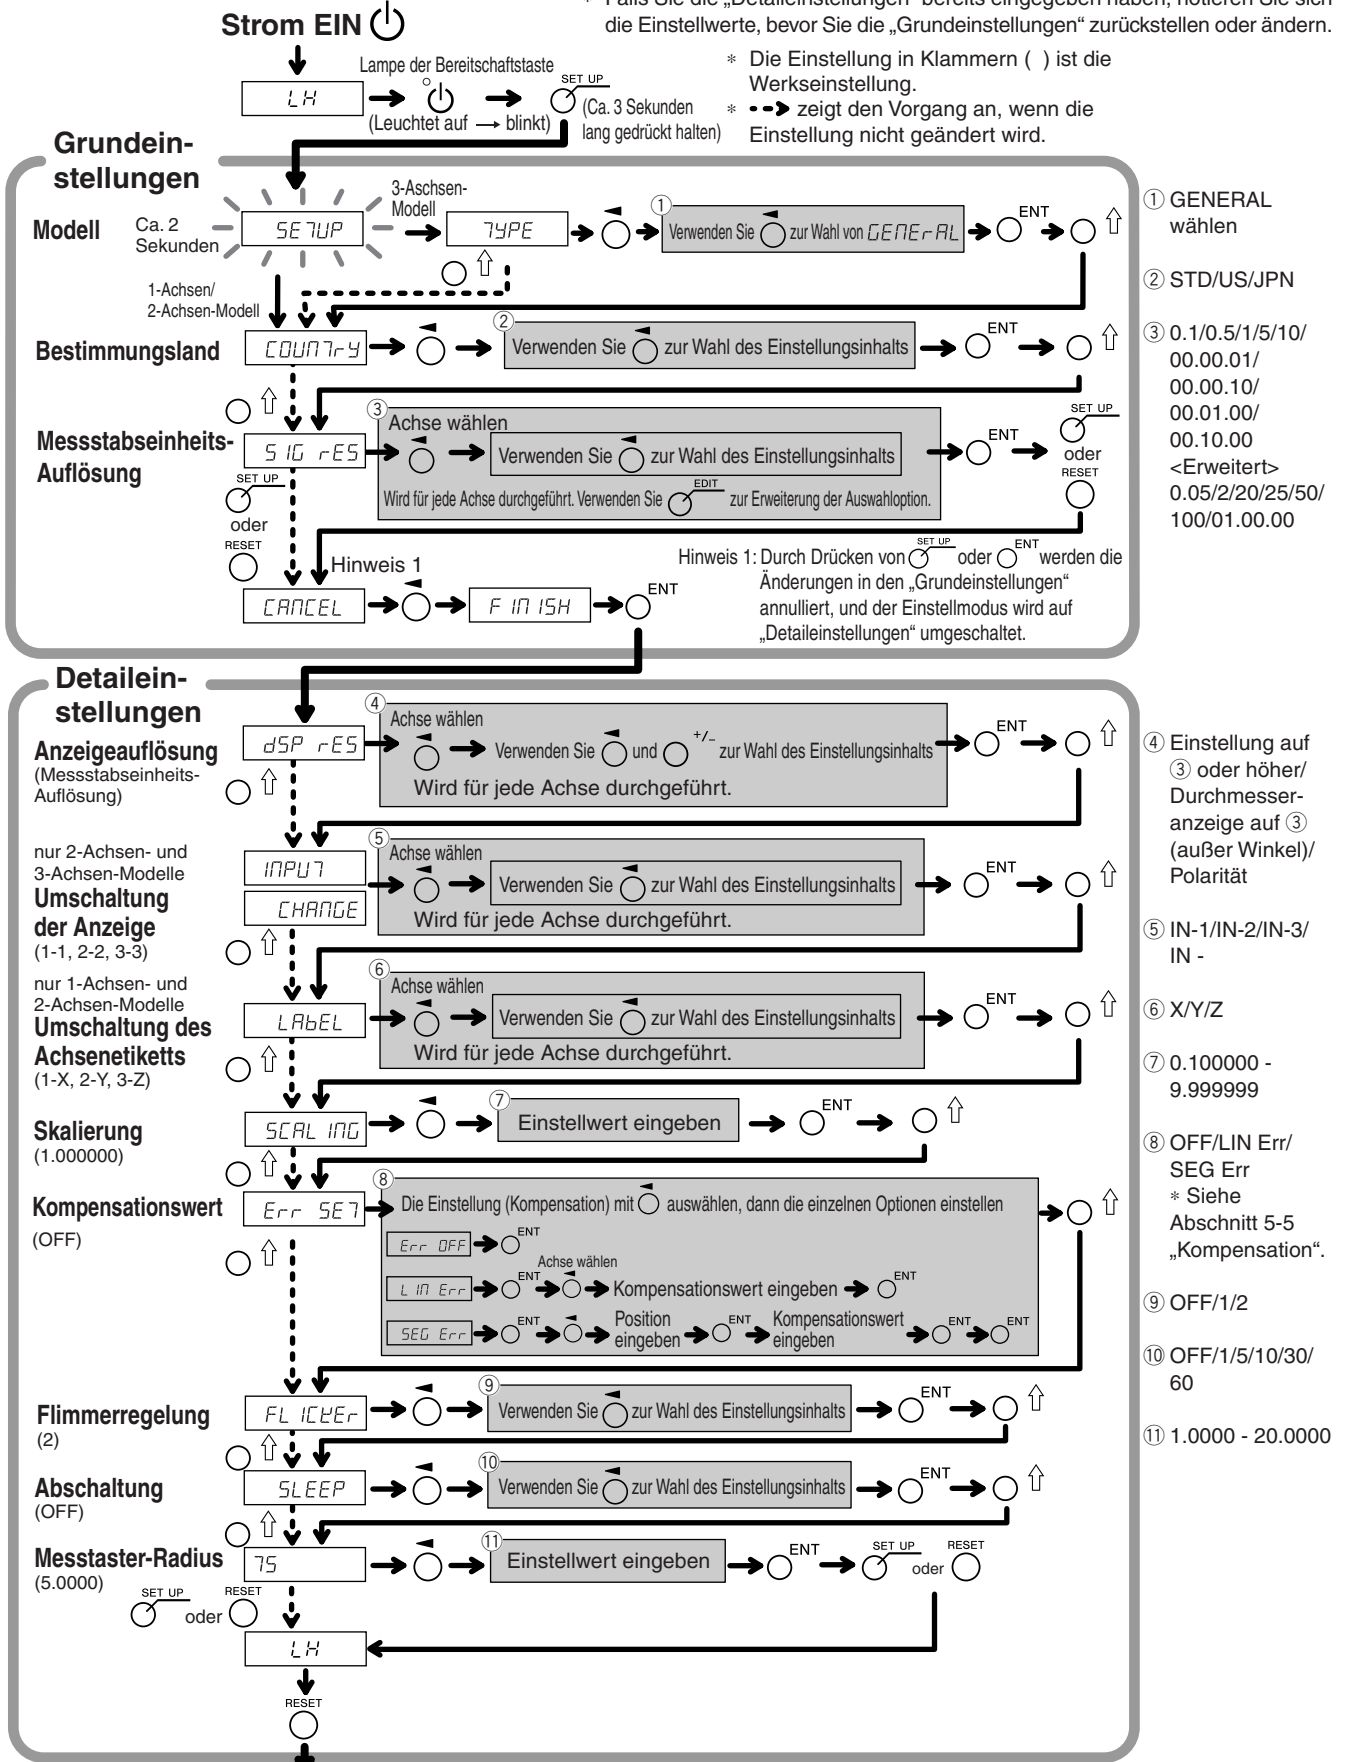 * Falls Sie die „Detaileinstellungen“ bereits eingegeben haben, notieren Sie sich
die Einstellwerte, bevor Sie die „Grundeinstellungen“ zurückstellen oder ändern.
Strom EIN
* Die Einstellung in Klammern ( ) ist die
Werkseinstellung.
* zeigt den Vorgang an, wenn die
Einstellung nicht geändert wird.
LH
Lampe der Bereitschaftstaste
(Leuchtet auf → blinkt)
SET UP
(Ca. 3 Sekunden
lang gedrückt halten)
Grundein-
stellungen
Modell
Ca. 2
Sekunden
SETUP
3-Aschsen-
Modell
TYPE
①
Verwenden Sie zur Wahl von GENErAL
ENT
⇧
① GENERAL
wählen
1-Achsen/
2-Achsen-Modell
Bestimmungsland
COUNTrY
②
Verwenden Sie zur Wahl des Einstellungsinhalts
ENT
② STD/US/JPN
Messstabseinheits-
Auflösung
SIG rES
③
Achse wählen
Verwenden Sie zur Wahl des Einstellungsinhalts
Wird für jede Achse durchgeführt. Verwenden Sie EDIT zur Erweiterung der Auswahloption.
ENT
SET UP
oder
RESET
③ 0.1/0.5/1/5/10/
00.00.01/
00.00.10/
00.01.00/
00.10.00
<Erweitert>
0.05/2/20/25/50/
100/01.00.00
SET UP
oder
RESET
Hinweis 1
CANCEL
FINISH
ENT
Hinweis 1: Durch Drücken von SET UP oder ENT werden die
Änderungen in den „Grundeinstellungen“
annulliert, und der Einstellmodus wird auf
„Detaileinstellungen“ umgeschaltet.
Detailein-
stellungen
Anzeigeauflösung
(Messstabseinheits-
Auflösung)
dSP rES
④
Achse wählen
Verwenden Sie und +/- zur Wahl des Einstellungsinhalts
Wird für jede Achse durchgeführt.
ENT
④ Einstellung auf
③ oder höher/
Durchmesser-
anzeige auf ③
(außer Winkel)/
Polarität
nur 2-Achsen- und
3-Achsen-Modelle
Umschaltung
der Anzeige
(1-1, 2-2, 3-3)
INPUT
CHANGE
⑤
Achse wählen
Verwenden Sie zur Wahl des Einstellungsinhalts
Wird für jede Achse durchgeführt.
ENT
⑤ IN-1/IN-2/IN-3/
IN -
nur 1-Achsen- und
2-Achsen-Modelle
Umschaltung des
Achsenetiketts
(1-X, 2-Y, 3-Z)
LAbEL
⑥
Achse wählen
Verwenden Sie zur Wahl des Einstellungsinhalts
Wird für jede Achse durchgeführt.
ENT
⑥ X/Y/Z
Skalierung
(1.000000)
SCALING
⑦
Einstellwert eingeben
ENT
⑦ 0.100000 -
9.999999
Kompensationswert
(OFF)
Err SET
⑧
Die Einstellung (Kompensation) mit auswählen, dann die einzelnen Optionen einstellen
Err OFF ENT
LIN Err ENT Achse wählen Kompensationswert eingeben ENT
SEG Err ENT Position
eingeben ENT Kompensationswert
eingeben ENT ENT
⑧ OFF/LIN Err/
SEG Err
* Siehe
Abschnitt 5-5
„Kompensation“.
Flimmerregelung
(2)
FLICKEr
⑨
Verwenden Sie zur Wahl des Einstellungsinhalts
ENT
⑨ OFF/1/2
Abschaltung
(OFF)
SLEEP
⑩
Verwenden Sie zur Wahl des Einstellungsinhalts
ENT
⑩ OFF/1/5/10/30/
60
Messtaster-Radius
(5.0000)
TS
⑪
Einstellwert eingeben
ENT
SET UP oder RESET
⑪ 1.0000 - 20.0000
SET UP oder RESET
LH
RESET